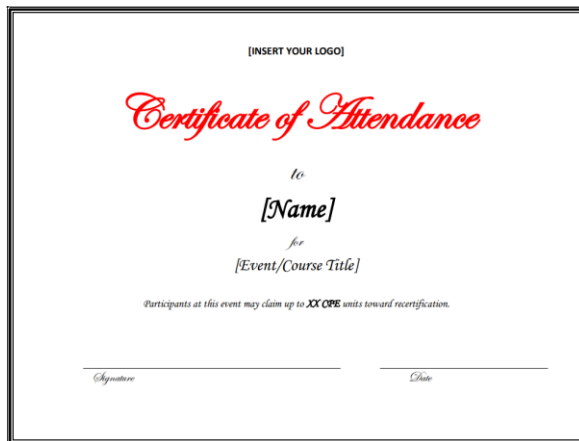 [INSERT YOUR LOGO]
Certificate of Attendance
to
[Name]
for
[Event/Course Title]
Participants at this event may claim up to XX CPE units toward recertification.
Signature Date